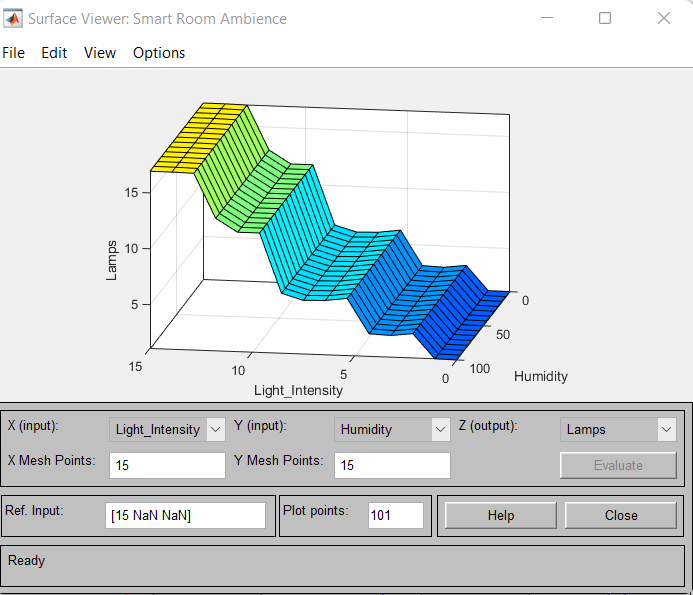 Surface Viewer: Smart Room Ambience
File Edit View Options
15
10
5
Lamps
0
50
100
Humidity
15
10
5
0
Light_Intensity
X (input): Light_Intensity Y (input): Humidity Z (output): Lamps
X Mesh Points: 15 Y Mesh Points: 15 Evaluate
Ref. Input: [15 NaN NaN] Plot points: 101 Help Close
Ready